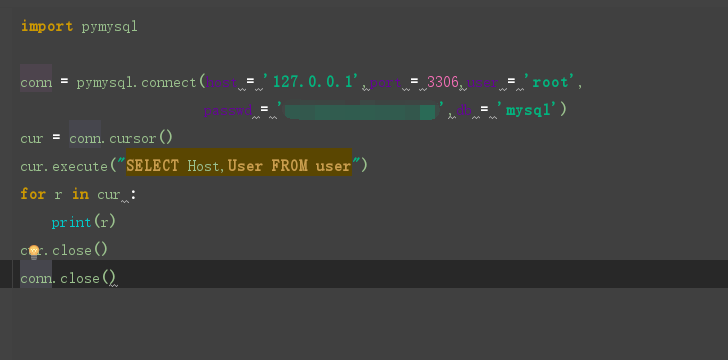 import pymysql
conn = pymysql.connect(host = '127.0.0.1',port = 3306,user = 'root',
passwd = '                ',db = 'mysql')
cur = conn.cursor()
cur.execute("SELECT Host,User FROM user")
for r in cur :
print(r)
cur.close()
conn.close()